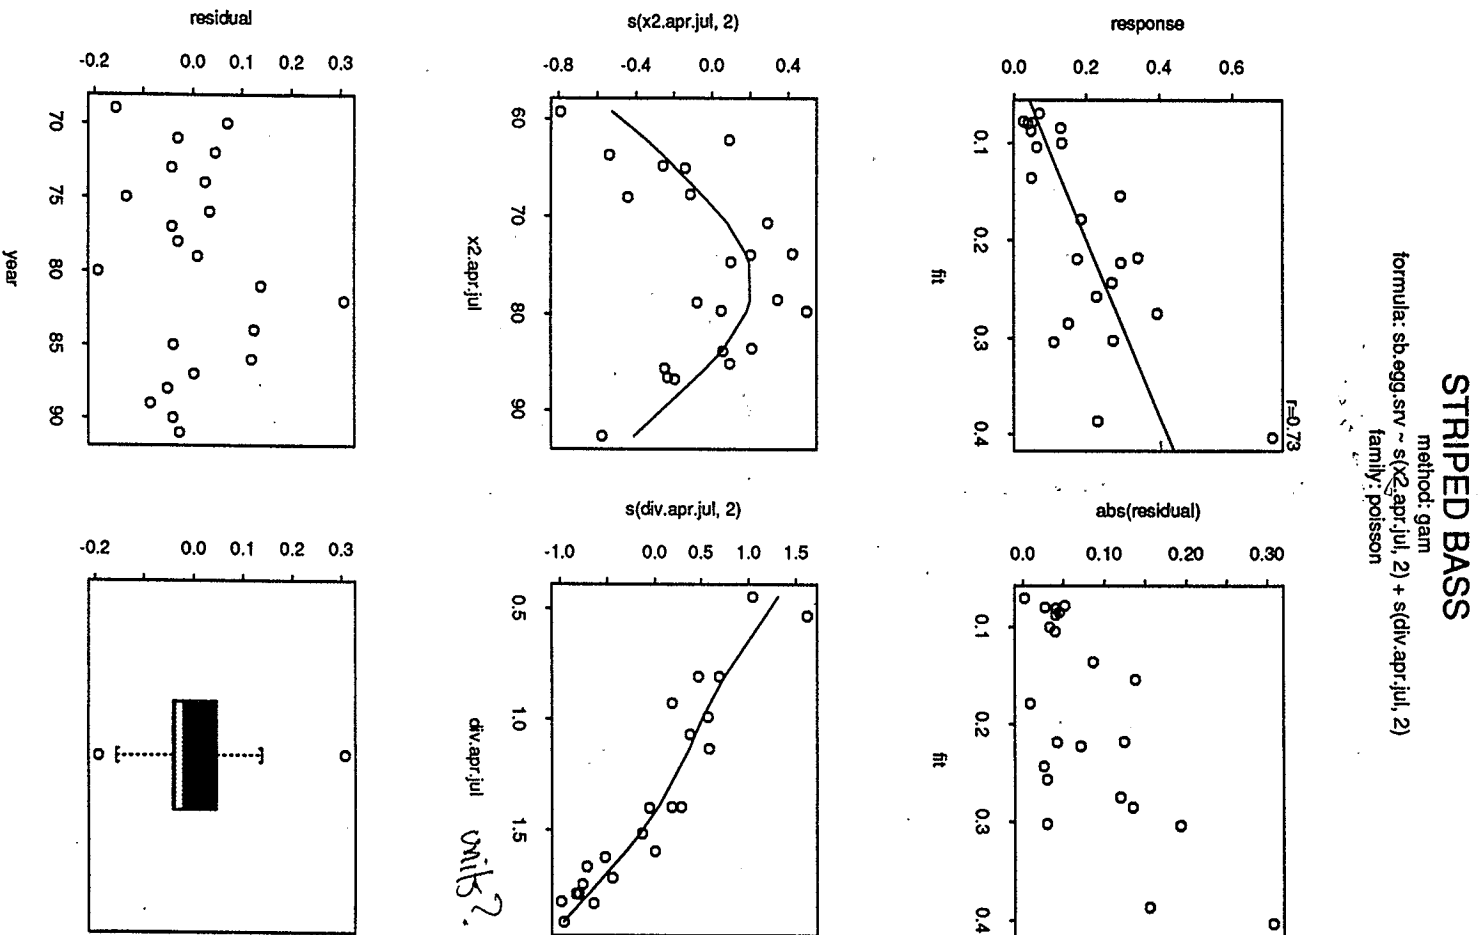 STRIPED BASS
method: gam
formula: sb.egg.srv ~ s(x2.apr.jul, 2) + s(div.apr.jul, 2)
family: poisson
response
0.0 0.2 0.4 0.6
0.1 0.2 0.3 0.4
fit
r=0.73
abs(residual)
0.0 0.10 0.20 0.30
0.1 0.2 0.3 0.4
fit
s(x2.apr.jul, 2)
-0.8 -0.4 0.0 0.4
60 70 80 90
x2.apr.jul
s(div.apr.jul, 2)
-1.0 0.0 0.5 1.0 1.5
0.5 1.0 1.5
div.apr.jul
units?
residual
-0.2 0.0 0.1 0.2 0.3
70 75 80 85 90
year
-0.2 0.0 0.1 0.2 0.3